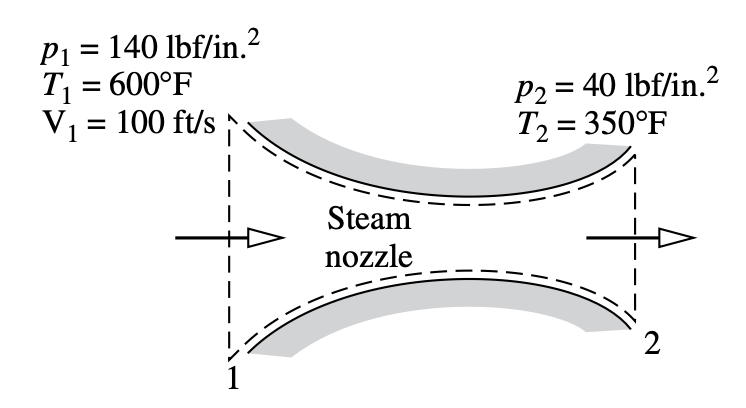 p₁ = 140 lbf/in.²
T₁ = 600°F
V₁ = 100 ft/s
p₂ = 40 lbf/in.²
T₂ = 350°F
Steam
nozzle
2
1